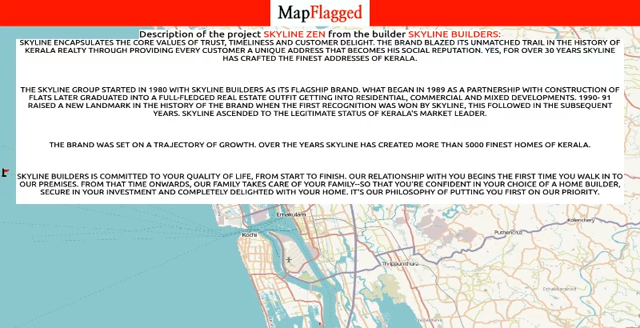 MapFlagged
Description of the project SKYLINE ZEN from the builder SKYLINE BUILDERS:
SKYLINE ENCAPSULATES THE CORE VALUES OF TRUST, TIMELINESS AND CUSTOMER DELIGHT. THE BRAND BLAZED ITS UNMATCHED TRAIL IN THE HISTORY OF
KERALA REALTY THROUGH PROVIDING EVERY CUSTOMER A UNIQUE ADDRESS THAT BECOMES HIS SOCIAL REPUTATION. YES, FOR OVER 30 YEARS SKYLINE
HAS CRAFTED THE FINEST ADDRESSES OF KERALA.
THE SKYLINE GROUP STARTED IN 1980 WITH SKYLINE BUILDERS AS ITS FLAGSHIP BRAND. WHAT BEGAN IN 1989 AS A PARTNERSHIP WITH CONSTRUCTION OF
FLATS LATER GRADUATED INTO A FULL-FLEDGED REAL ESTATE OUTFIT GETTING INTO RESIDENTIAL, COMMERCIAL AND MIXED DEVELOPMENTS. 1990- 91
RAISED A NEW LANDMARK IN THE HISTORY OF THE BRAND WHEN THE FIRST RECOGNITION WAS WON BY SKYLINE, THIS FOLLOWED IN THE SUBSEQUENT
YEARS. SKYLINE ASCENDED TO THE LEGITIMATE STATUS OF KERALA'S MARKET LEADER.
THE BRAND WAS SET ON A TRAJECTORY OF GROWTH. OVER THE YEARS SKYLINE HAS CREATED MORE THAN 5000 FINEST HOMES OF KERALA.
SKYLINE BUILDERS IS COMMITTED TO YOUR QUALITY OF LIFE, FROM START TO FINISH. OUR RELATIONSHIP WITH YOU BEGINS THE FIRST TIME YOU WALK IN TO
OUR PREMISES. FROM THAT TIME ONWARDS, OUR FAMILY TAKES CARE OF YOUR FAMILY--SO THAT YOU'RE CONFIDENT IN YOUR CHOICE OF A HOME BUILDER,
SECURE IN YOUR INVESTMENT AND COMPLETELY DELIGHTED WITH YOUR HOME. IT'S OUR PHILOSOPHY OF PUTTING YOU FIRST ON OUR PRIORITY.
Ernakulam
Kochi
Kolenchery
Puthencruz
Thrippunithura